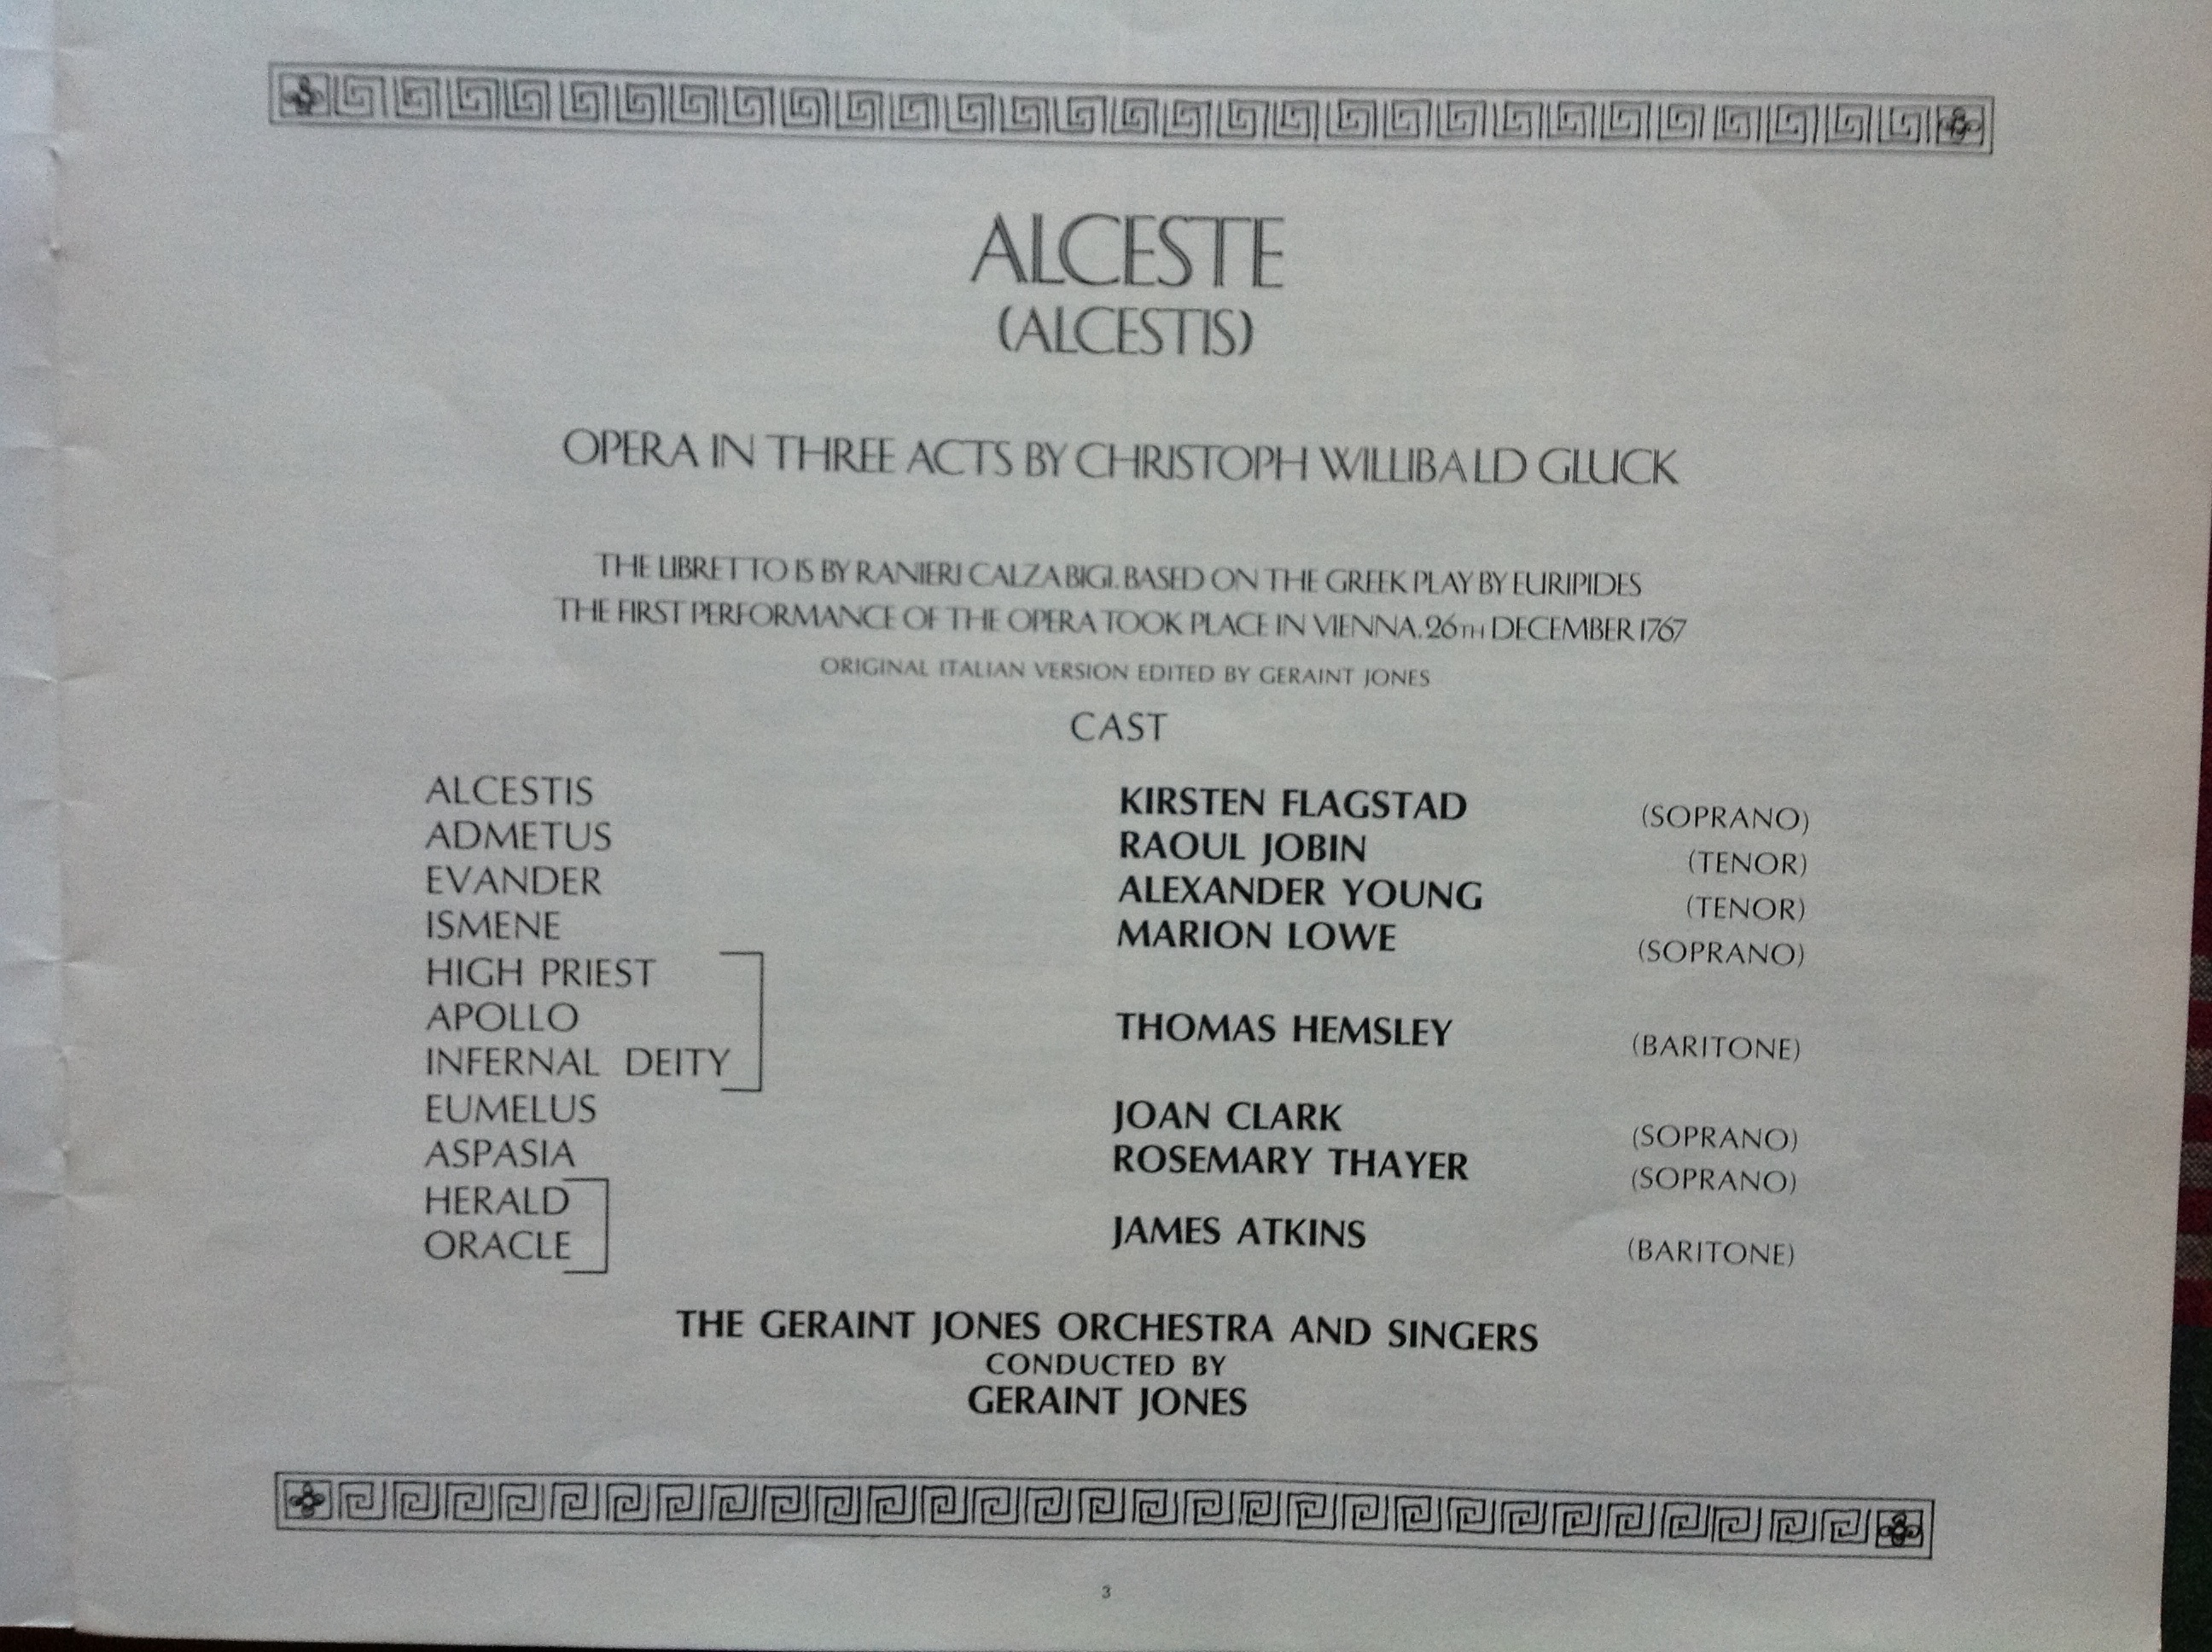 ALCESTE
(ALCESTIS)
OPERA IN THREE ACTS BY CHRISTOPH WILLIBALD GLUCK
THE LIBRETTO IS BY RANIERI CALZABIGI. BASED ON THE GREEK PLAY BY EURIPIDES
THE FIRST PERFORMANCE OF THE OPERA TOOK PLACE IN VIENNA. 26TH DECEMBER 1767
ORIGINAL ITALIAN VERSION EDITED BY GERAINT JONES
CAST
ALCESTIS KIRSTEN FLAGSTAD (SOPRANO)
ADMETUS RAOUL JOBIN (TENOR)
EVANDER ALEXANDER YOUNG (TENOR)
ISMENE MARION LOWE (SOPRANO)
HIGH PRIEST
APOLLO THOMAS HEMSLEY (BARITONE)
INFERNAL DEITY
EUMELUS JOAN CLARK (SOPRANO)
ASPASIA ROSEMARY THAYER (SOPRANO)
HERALD
ORACLE JAMES ATKINS (BARITONE)
THE GERAINT JONES ORCHESTRA AND SINGERS
CONDUCTED BY
GERAINT JONES
3